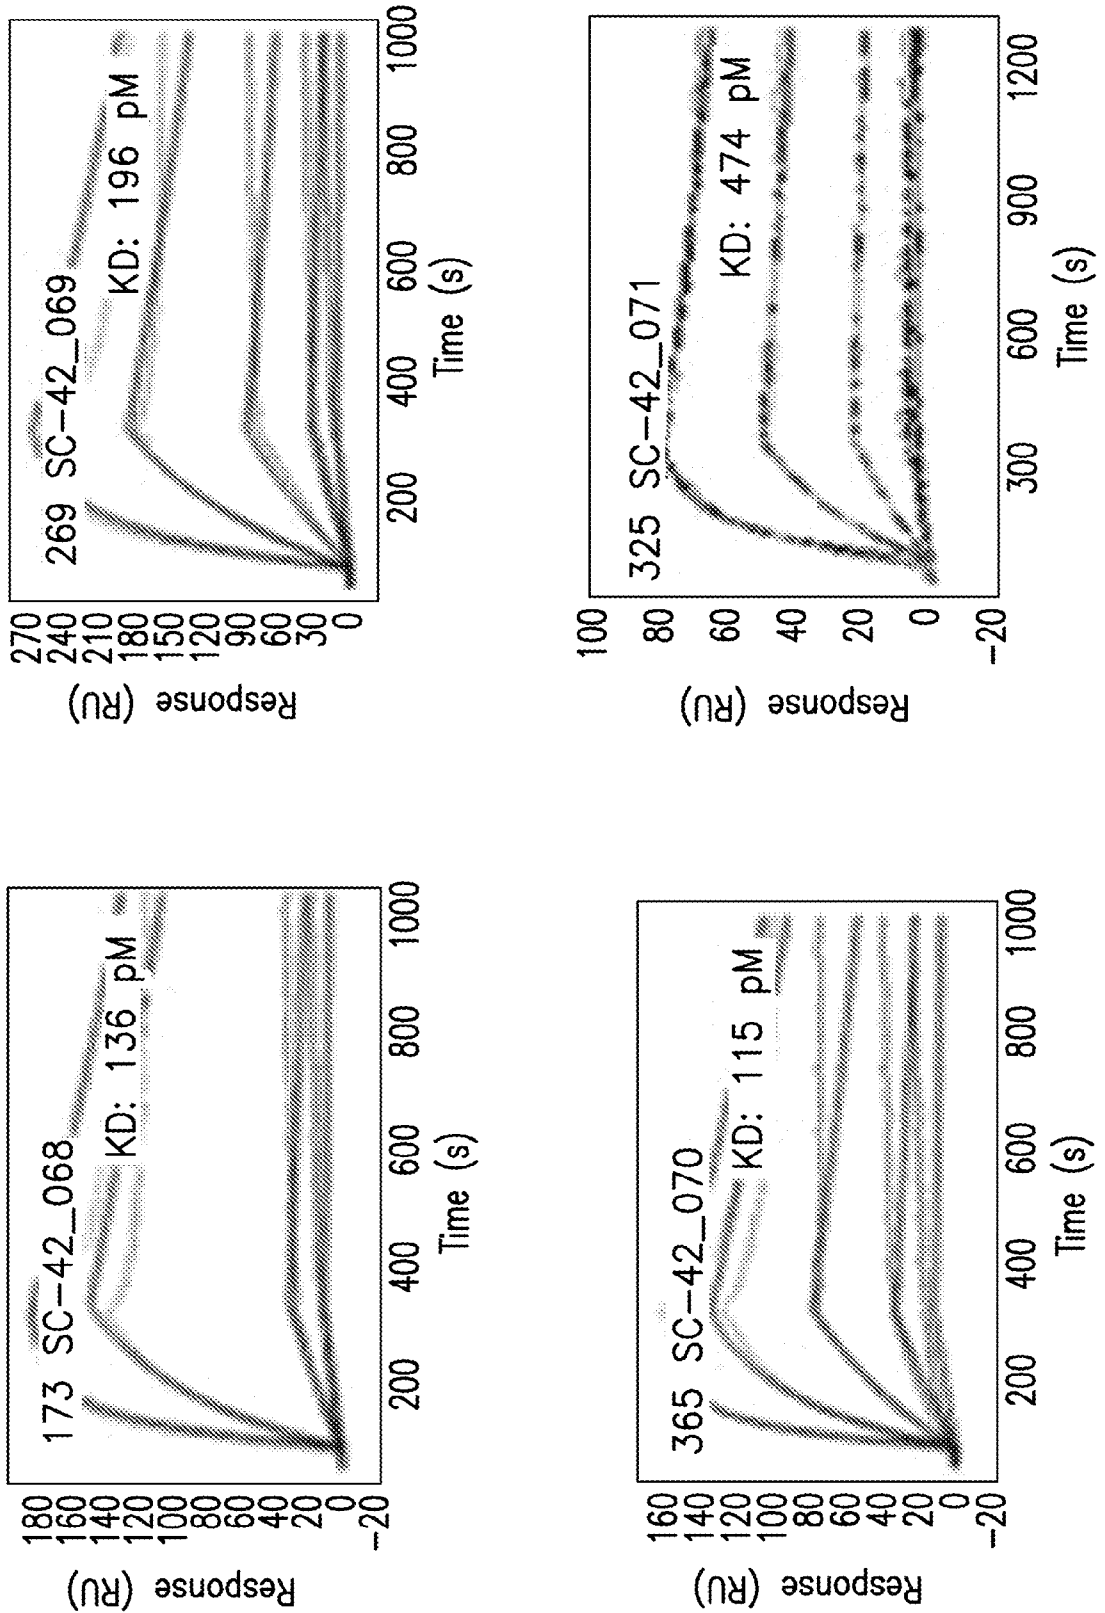 180
160
140
120
100
80
60
40
20
0
-20
Response (RU)
173 SC-42_068
KD: 136 pM
200 400 600 800 1000
Time (s)
270
240
210
180
150
120
90
60
30
0
Response (RU)
269 SC-42_069
KD: 196 pM
200 400 600 800 1000
Time (s)
160
140
120
100
80
60
40
20
0
-20
Response (RU)
365 SC-42_070
KD: 115 pM
200 400 600 800 1000
Time (s)
100
80
60
40
20
0
-20
Response (RU)
325 SC-42_071
KD: 474 pM
300 600 900 1200
Time (s)